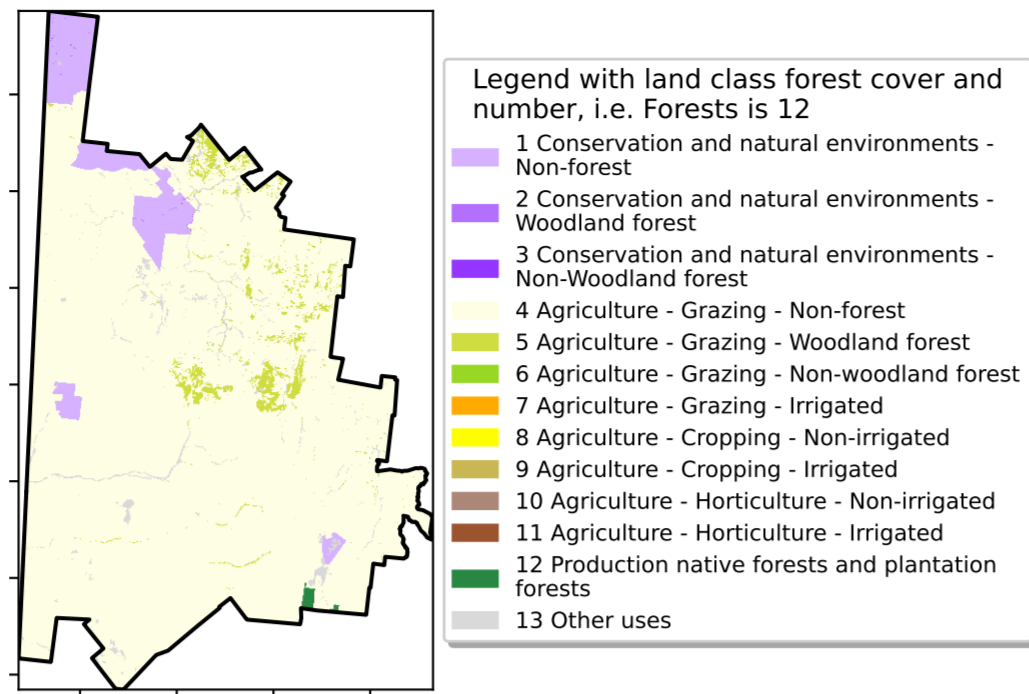 Legend with land class forest cover and
number, i.e. Forests is 12
1 Conservation and natural environments -
Non-forest
2 Conservation and natural environments -
Woodland forest
3 Conservation and natural environments -
Non-Woodland forest
4 Agriculture - Grazing - Non-forest
5 Agriculture - Grazing - Woodland forest
6 Agriculture - Grazing - Non-woodland forest
7 Agriculture - Grazing - Irrigated
8 Agriculture - Cropping - Non-irrigated
9 Agriculture - Cropping - Irrigated
10 Agriculture - Horticulture - Non-irrigated
11 Agriculture - Horticulture - Irrigated
12 Production native forests and plantation
forests
13 Other uses